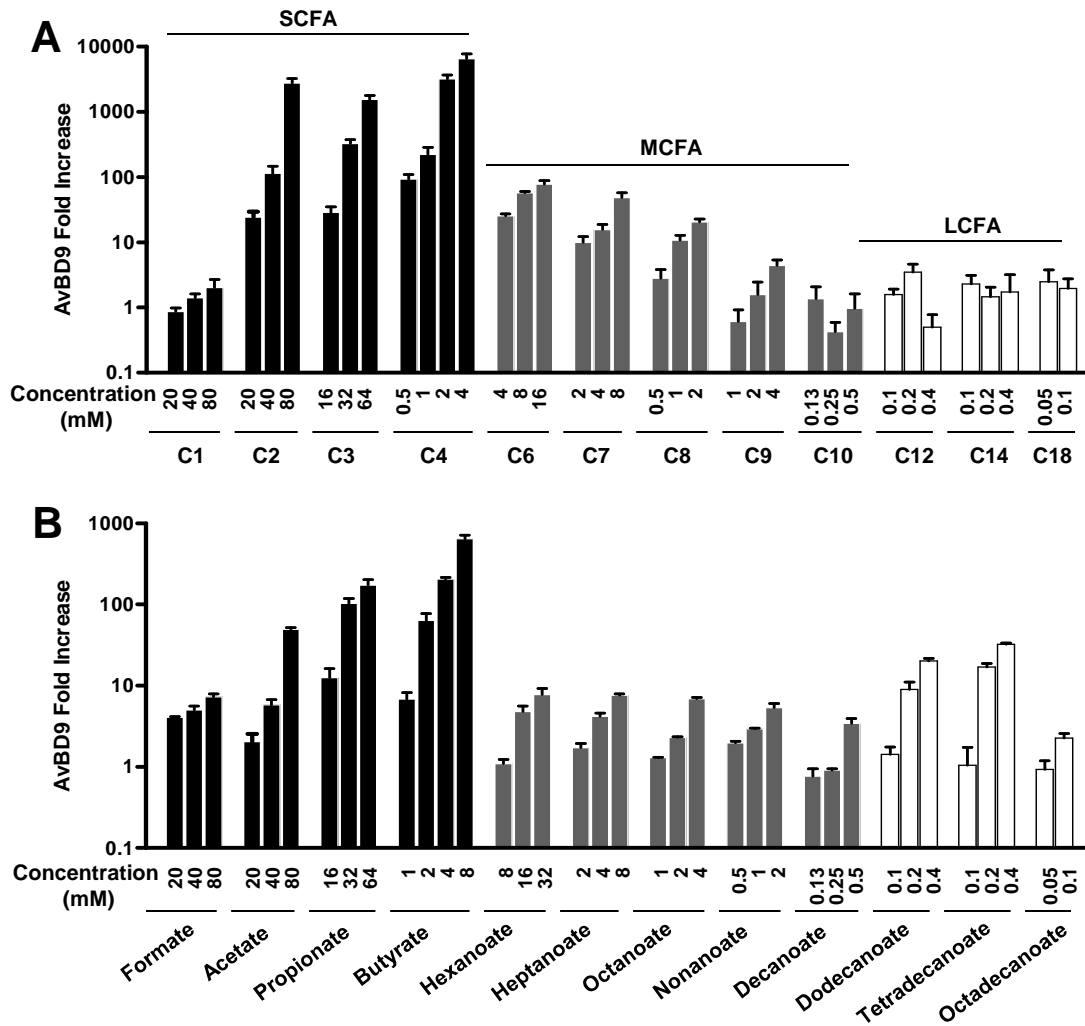 A
SCFA
MCFA
LCFA
AvBD9 Fold Increase
10000
1000
100
10
1
0.1
Concentration
(mM)
20 40 80 20 40 80 16 32 64 0.5 1 2 4 4 8 16 2 4 8 0.5 1 2 1 2 4 0.13 0.25 0.5 0.1 0.2 0.4 0.1 0.2 0.4 0.05 0.1
C1 C2 C3 C4 C6 C7 C8 C9 C10 C12 C14 C18
B
AvBD9 Fold Increase
1000
100
10
1
0.1
Concentration
(mM)
20 40 80 20 40 80 16 32 64 1 2 4 8 8 16 32 2 4 8 1 2 4 0.5 1 2 0.13 0.25 0.5 0.1 0.2 0.4 0.1 0.2 0.4 0.05 0.1
Formate Acetate Propionate Butyrate Hexanoate Heptanoate Octanoate Nonanoate Decanoate Dodecanoate Tetradecanoate Octadecanoate